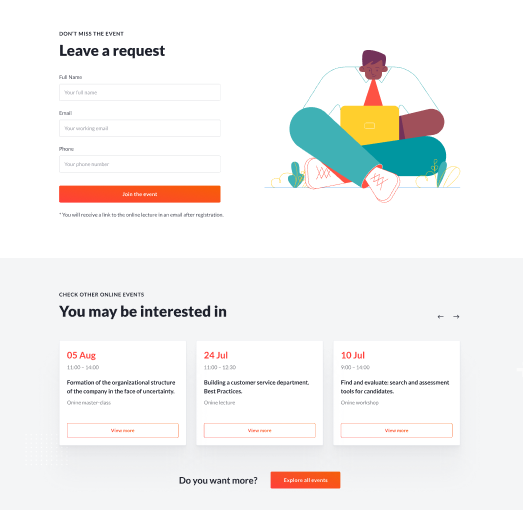 DON'T MISS THE EVENT
Leave a request
Full Name
Your full name
Email
Your working email
Phone
Your phone number
Join the event
* You will receive a link to the online lecture in an email after registration.
CHECK OTHER ONLINE EVENTS
You may be interested in
← →
05 Aug
11:00 – 14:00
Formation of the organizational structure
of the company in the face of uncertainty.
Online master-class
View more
24 Jul
11:00 – 12:30
Building a customer service department.
Best Practices.
Online lecture
View more
10 Jul
9:00 – 14:00
Find and evaluate: search and assessment
tools for candidates.
Online workshop
View more
Do you want more?
Explore all events